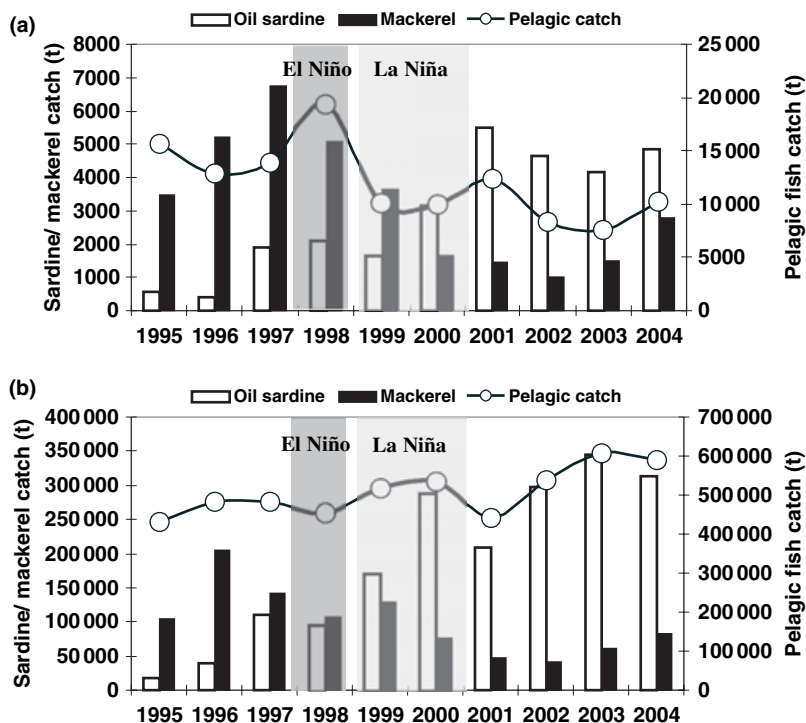 (a)
Oil sardine Mackerel Pelagic catch
Sardine/ mackerel catch (t)
8000
7000
6000
5000
4000
3000
2000
1000
0
El Niño La Niña
25 000
20 000
15 000
10 000
5000
0
Pelagic fish catch (t)
1995 1996 1997 1998 1999 2000 2001 2002 2003 2004
(b)
Oil sardine Mackerel Pelagic catch
Sardine/ mackerel catch (t)
400 000
350 000
300 000
250 000
200 000
150 000
100 000
50 000
0
El Niño La Niña
700 000
600 000
500 000
400 000
300 000
200 000
100 000
0
Pelagic fish catch (t)
1995 1996 1997 1998 1999 2000 2001 2002 2003 2004